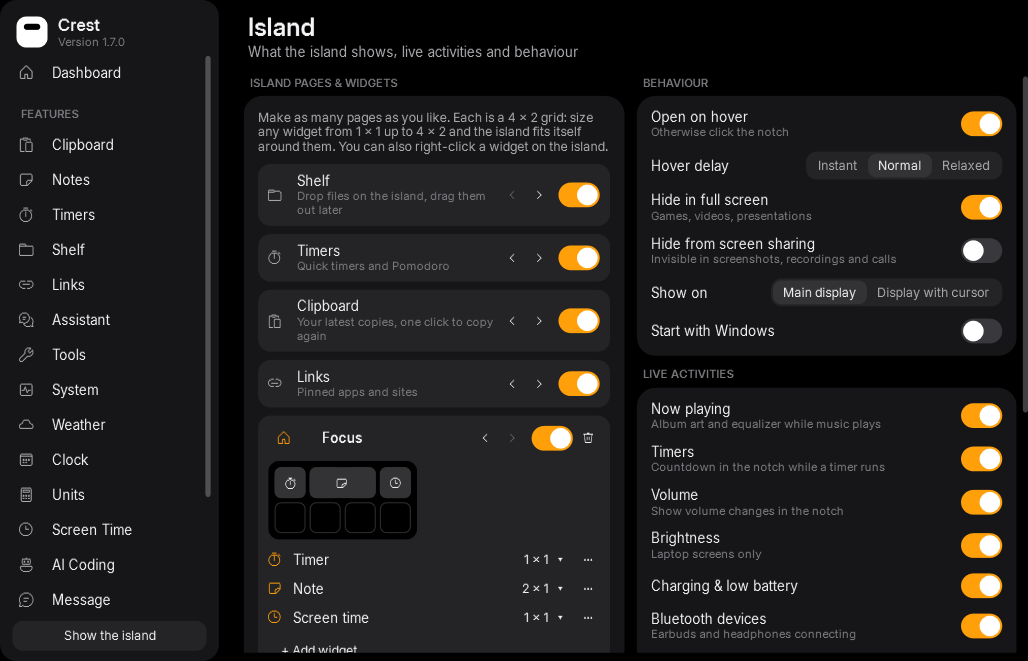 Crest
Version 1.7.0
Dashboard
FEATURES
Clipboard
Notes
Timers
Shelf
Links
Assistant
Tools
System
Weather
Clock
Units
Screen Time
AI Coding
Message
Show the island
Island
What the island shows, live activities and behaviour
ISLAND PAGES & WIDGETS
Make as many pages as you like. Each is a 4 × 2 grid: size
any widget from 1 × 1 up to 4 × 2 and the island fits itself
around them. You can also right-click a widget on the island.
Shelf
Drop files on the island, drag them
out later
Timers
Quick timers and Pomodoro
Clipboard
Your latest copies, one click to copy
again
Links
Pinned apps and sites
Focus
Timer 1 × 1
Note 2 × 1
Screen time 1 × 1
+ Add widget
BEHAVIOUR
Open on hover
Otherwise click the notch
Hover delay Instant Normal Relaxed
Hide in full screen
Games, videos, presentations
Hide from screen sharing
Invisible in screenshots, recordings and calls
Show on Main display Display with cursor
Start with Windows
LIVE ACTIVITIES
Now playing
Album art and equalizer while music plays
Timers
Countdown in the notch while a timer runs
Volume
Show volume changes in the notch
Brightness
Laptop screens only
Charging & low battery
Bluetooth devices
Earbuds and headphones connecting